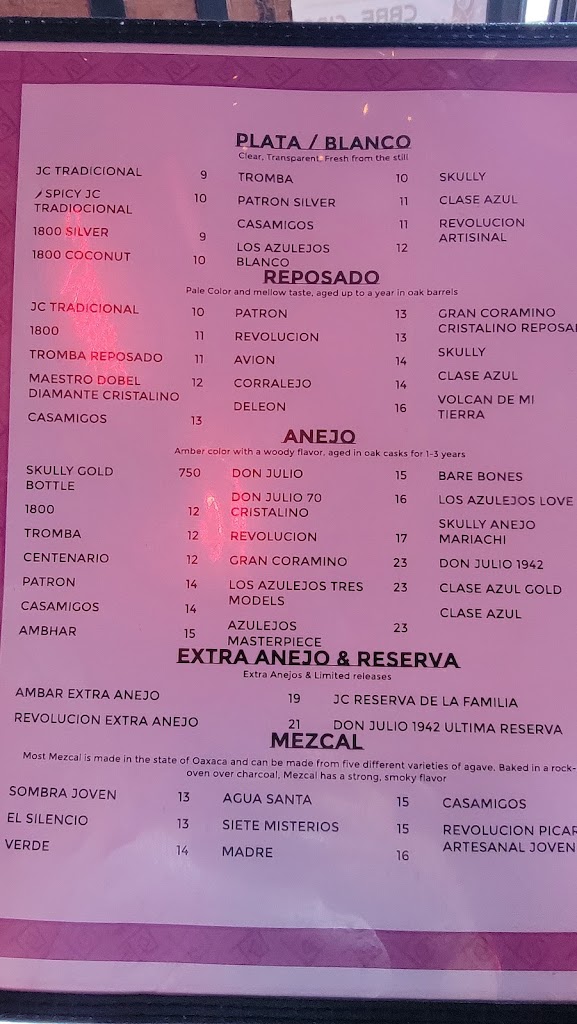 PLATA / BLANCO
Clear, Transparent. Fresh from the still
JC TRADICIONAL 9
SPICY JC
TRADIOCIONAL 10
1800 SILVER 9
1800 COCONUT 10
TROMBA 10
PATRON SILVER 11
CASAMIGOS 11
LOS AZULEJOS 12
BLANCO
SKULLY
CLASE AZUL
REVOLUCION
ARTISINAL
REPOSADO
Pale Color and mellow taste, aged up to a year in oak barrels
JC TRADICIONAL 10
1800 11
TROMBA REPOSADO 11
MAESTRO DOBEL 12
DIAMANTE CRISTALINO
CASAMIGOS 13
PATRON 13
REVOLUCION 13
AVION 14
CORRALEJO 14
DELEON 16
GRAN CORAMINO
CRISTALINO REPOSA
SKULLY
CLASE AZUL
VOLCAN DE MI
TIERRA
ANEJO
Amber color with a woody flavor, aged in oak casks for 1-3 years
SKULLY GOLD 750
BOTTLE
1800 12
TROMBA 12
CENTENARIO 12
PATRON 14
CASAMIGOS 14
AMBHAR 15
DON JULIO 15
DON JULIO 70 16
CRISTALINO
REVOLUCION 17
GRAN CORAMINO 23
LOS AZULEJOS TRES 23
MODELS
AZULEJOS 23
MASTERPIECE
BARE BONES
LOS AZULEJOS LOVE
SKULLY ANEJO
MARIACHI
DON JULIO 1942
CLASE AZUL GOLD
CLASE AZUL
EXTRA ANEJO & RESERVA
Extra Anejos & Limited releases
AMBAR EXTRA ANEJO 19
REVOLUCION EXTRA ANEJO 21
JC RESERVA DE LA FAMILIA
DON JULIO 1942 ULTIMA RESERVA
MEZCAL
Most Mezcal is made in the state of Oaxaca and can be made from five different varieties of agave. Baked in a rock-
oven over charcoal, Mezcal has a strong, smoky flavor
SOMBRA JOVEN 13
EL SILENCIO 13
VERDE 14
AGUA SANTA 15
SIETE MISTERIOS 15
MADRE 16
CASAMIGOS
REVOLUCION PICAR
ARTESANAL JOVEN